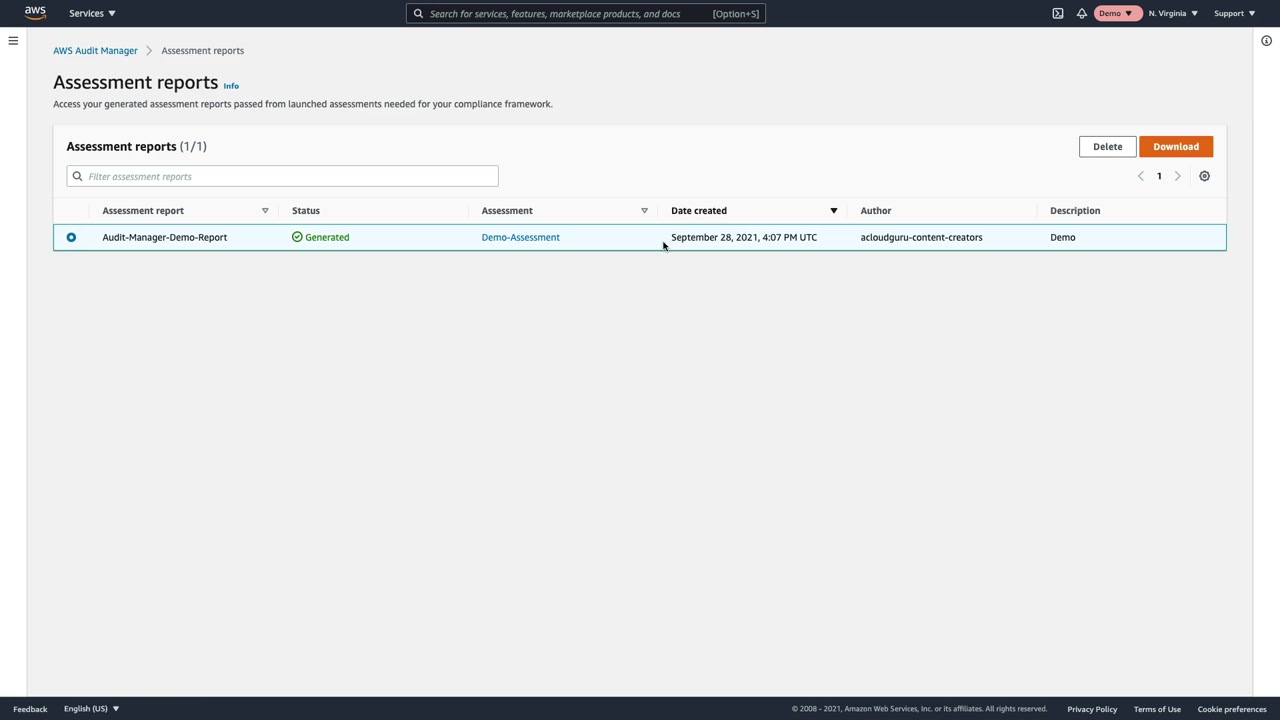 aws Services Search for services, features, marketplace products, and docs [Option+S] Demo N. Virginia Support
AWS Audit Manager Assessment reports
Assessment reports Info
Access your generated assessment reports passed from launched assessments needed for your compliance framework.
Assessment reports (1/1) Delete Download
Filter assessment reports 1
Assessment report Status Assessment Date created Author Description
Audit-Manager-Demo-Report Generated Demo-Assessment September 28, 2021, 4:07 PM UTC acloudguru-content-creators Demo
Feedback English (US) © 2008 - 2021, Amazon Web Services, Inc. or its affiliates. All rights reserved. Privacy Policy Terms of Use Cookie preferences